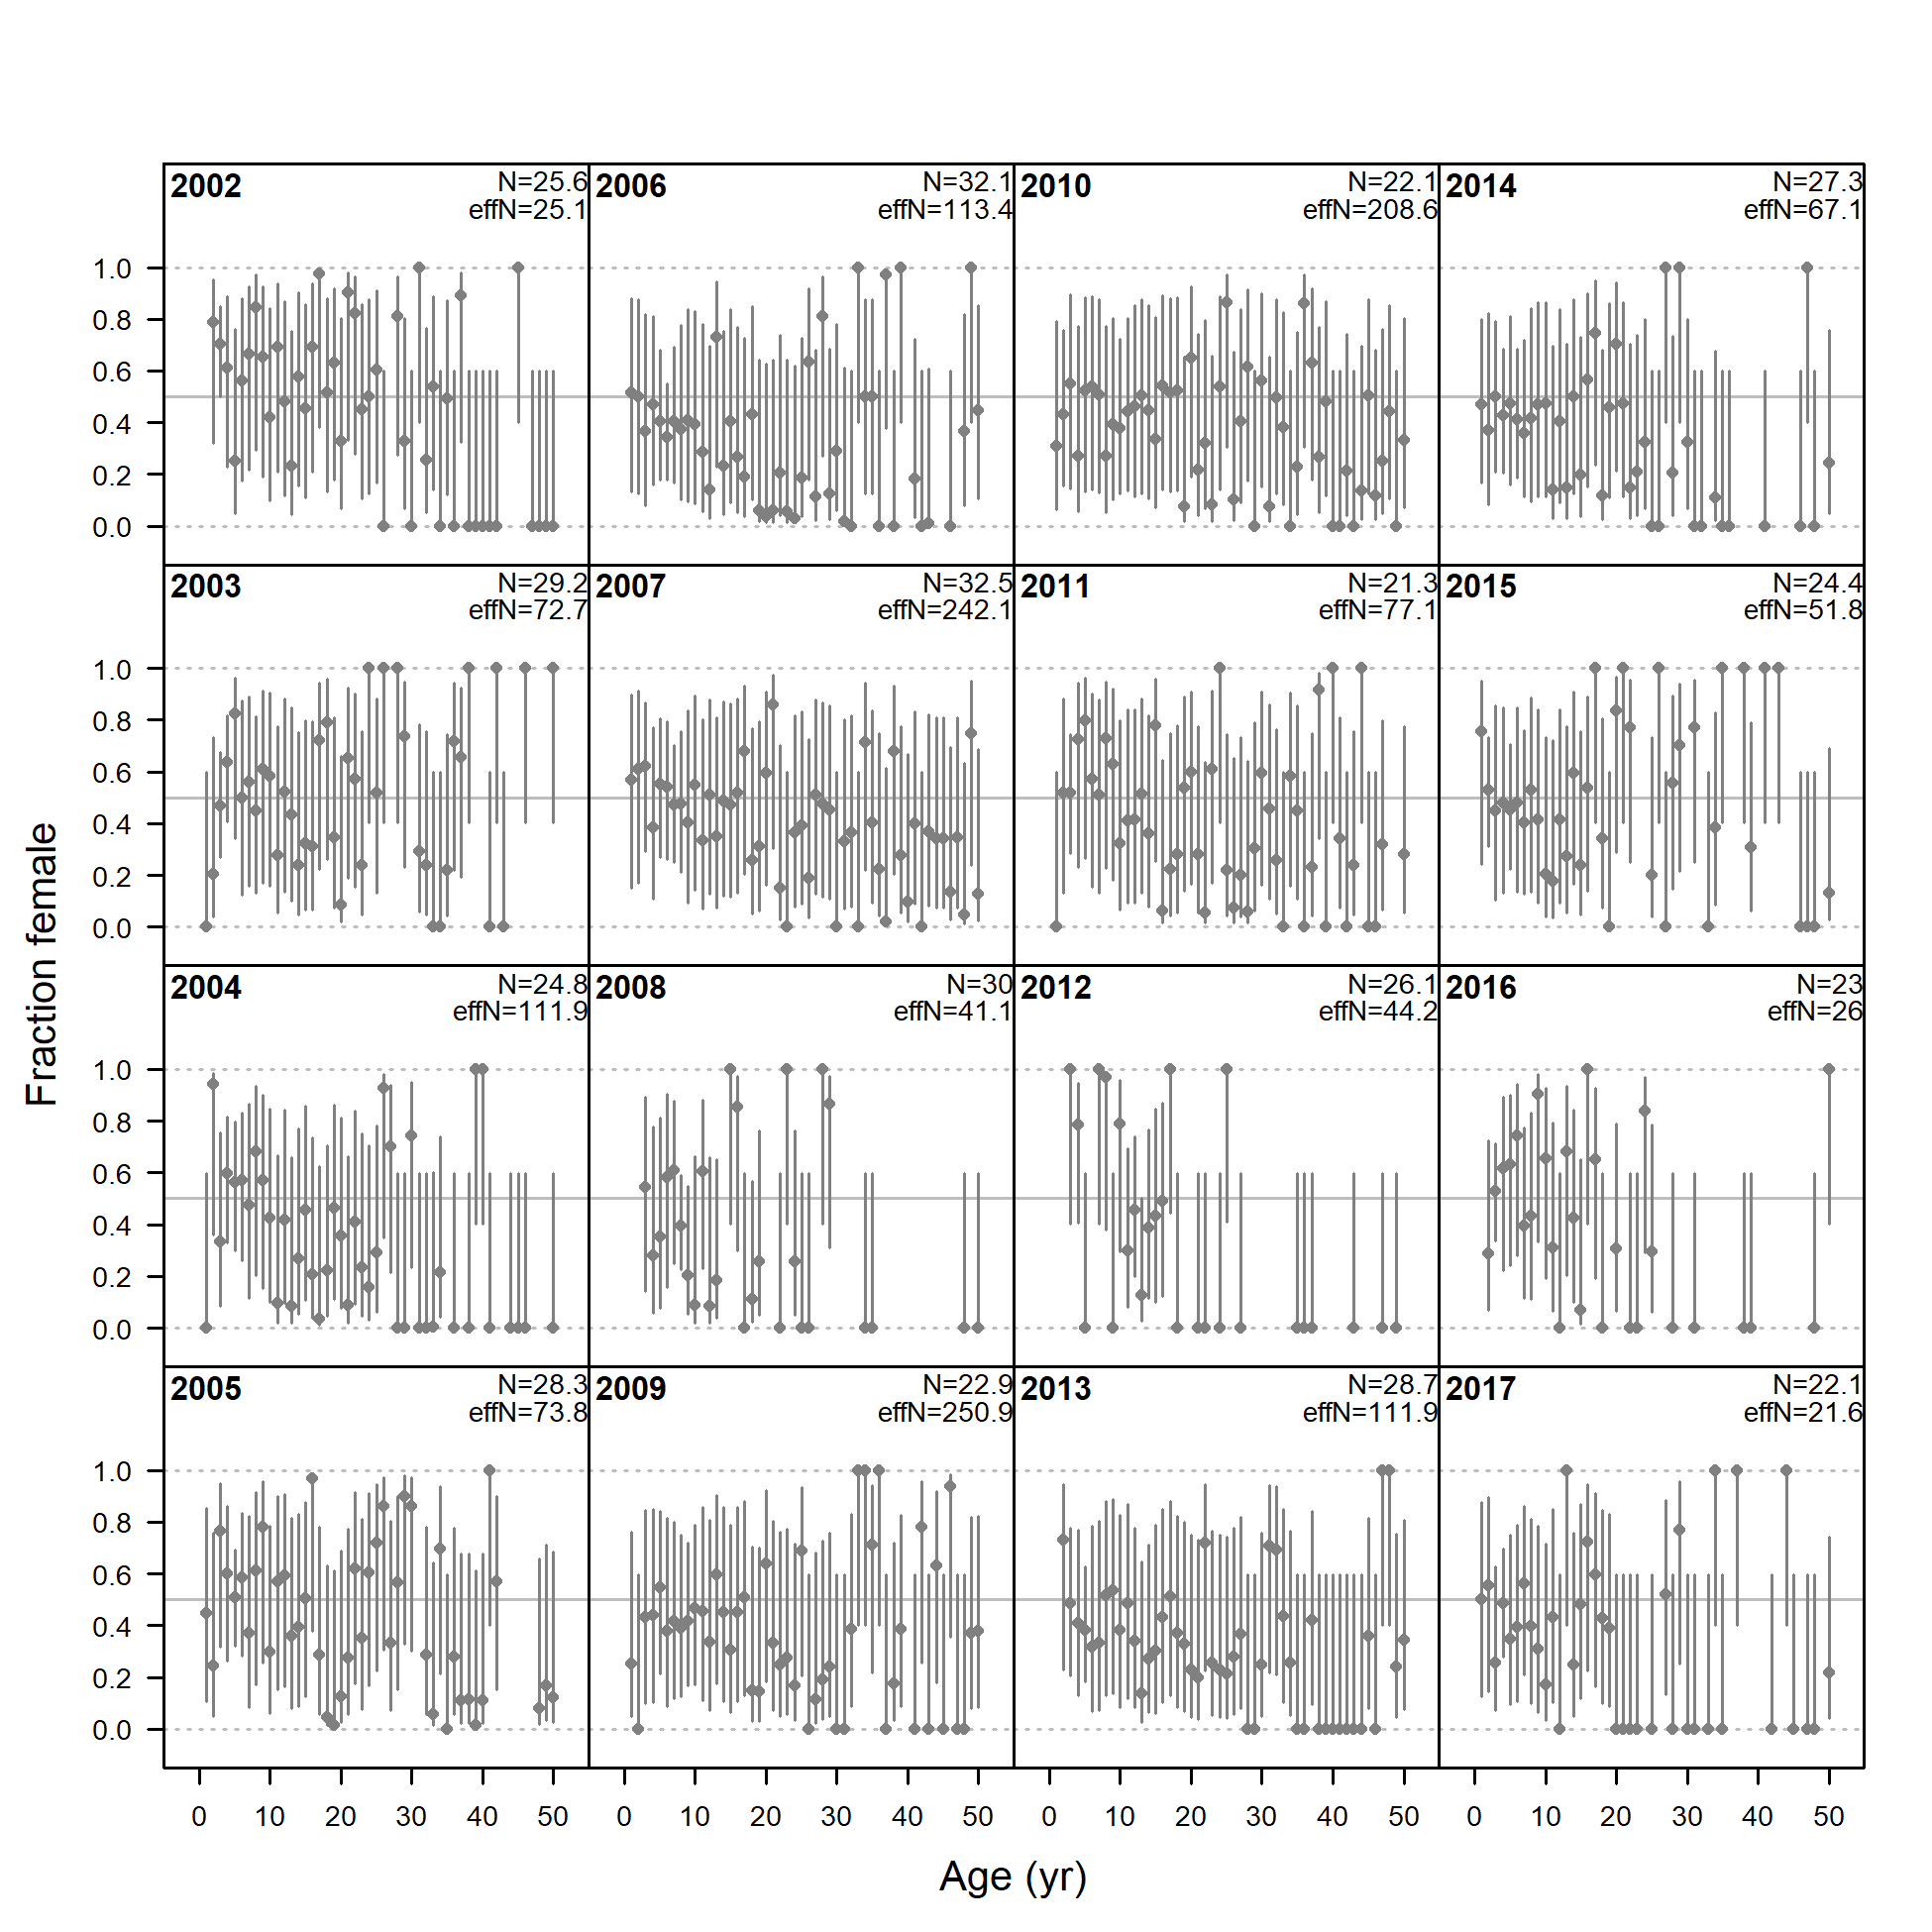 2002 N=25.6
effN=25.1
2006 N=32.1
effN=113.4
2010 N=22.1
effN=208.6
2014 N=27.3
effN=67.1
1.0
0.8
0.6
0.4
0.2
0.0
2003 N=29.2
effN=72.7
2007 N=32.5
effN=242.1
2011 N=21.3
effN=77.1
2015 N=24.4
effN=51.8
1.0
0.8
0.6
0.4
0.2
0.0
2004 N=24.8
effN=111.9
2008 N=30
effN=41.1
2012 N=26.1
effN=44.2
2016 N=23
effN=26
1.0
0.8
0.6
0.4
0.2
0.0
2005 N=28.3
effN=73.8
2009 N=22.9
effN=250.9
2013 N=28.7
effN=111.9
2017 N=22.1
effN=21.6
1.0
0.8
0.6
0.4
0.2
0.0
0 10 20 30 40 50 0 10 20 30 40 50 0 10 20 30 40 50 0 10 20 30 40 50
Age (yr)
Fraction female